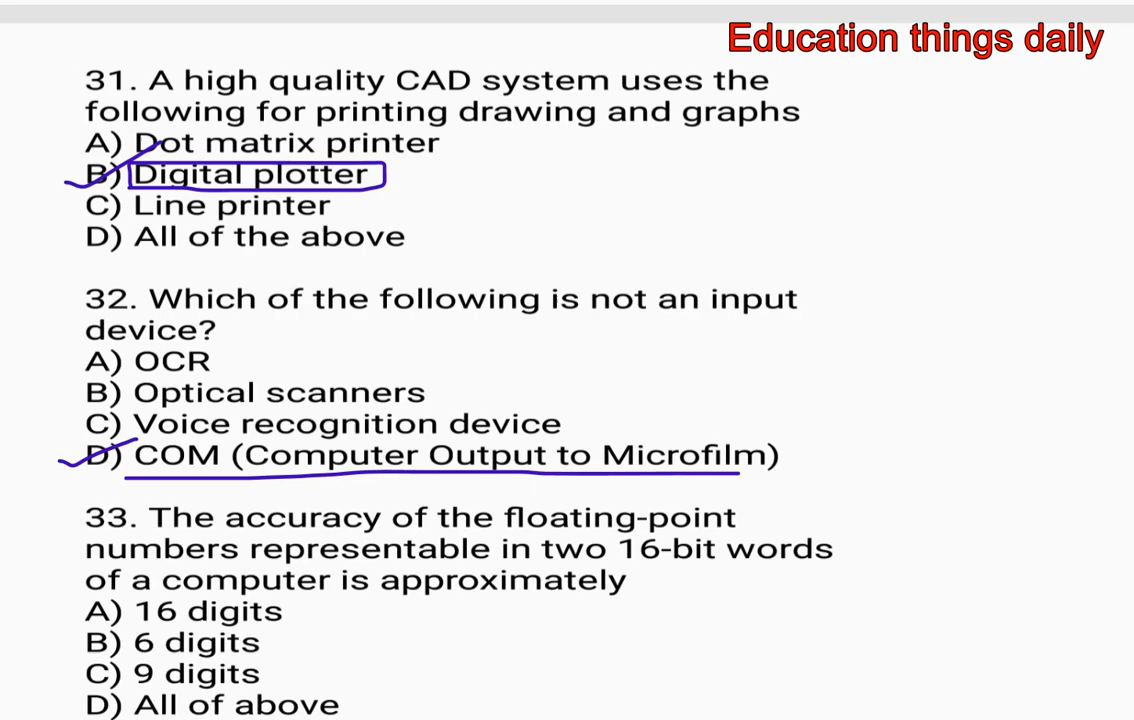 Education things daily
31. A high quality CAD system uses the
following for printing drawing and graphs
A) Dot matrix printer
B) Digital plotter
C) Line printer
D) All of the above
32. Which of the following is not an input
device?
A) OCR
B) Optical scanners
C) Voice recognition device
D) COM (Computer Output to Microfilm)
33. The accuracy of the floating-point
numbers representable in two 16-bit words
of a computer is approximately
A) 16 digits
B) 6 digits
C) 9 digits
D) All of above